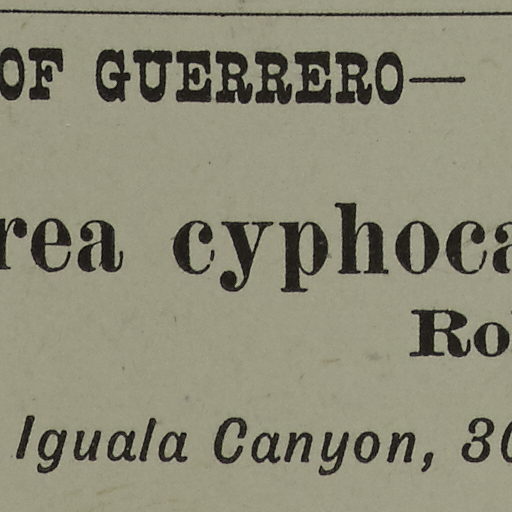 OF GUERRERO—
rea cyphoca
Ro
Iguala Canyon, 30